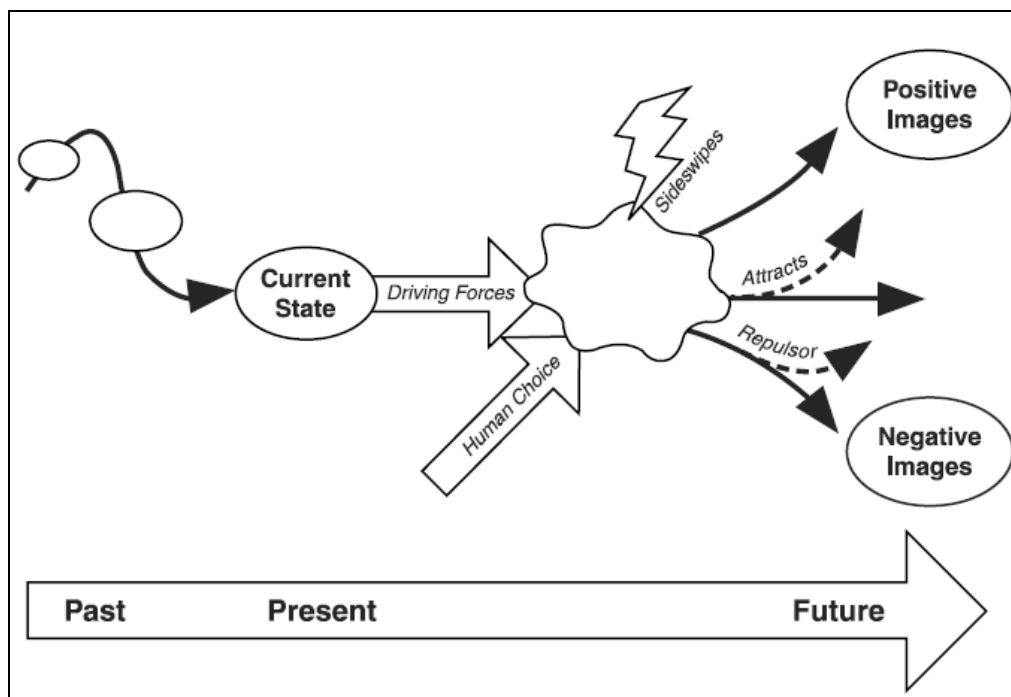 Positive
Images
Sideswipes
Current
State
Driving Forces
Attracts
Repulsor
Human Choice
Negative
Images
Past
Present
Future